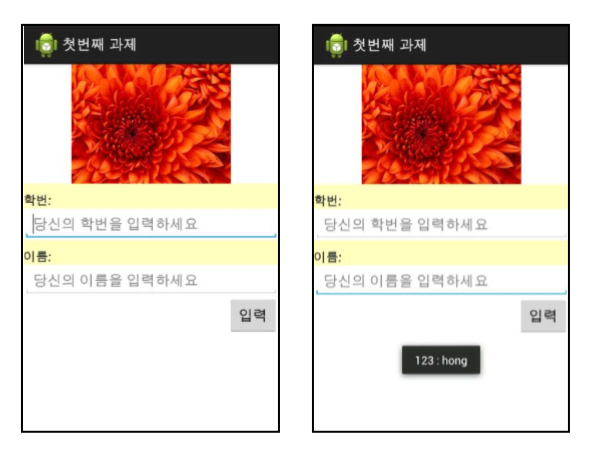 첫번째 과제
학번:
당신의 학번을 입력하세요
이름:
당신의 이름을 입력하세요
입력
첫번째 과제
학번:
당신의 학번을 입력하세요
이름:
당신의 이름을 입력하세요
입력
123 : hong